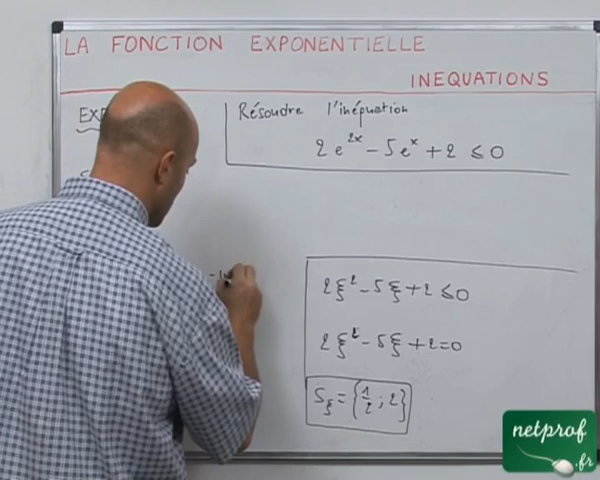 LA FONCTION EXPONENTIELLE
INEQUATIONS
Résoudre l'inéquation
2e^{2x} - 5e^x + 2 ≤ 0
2ξ² - 5ξ + 2 ≤ 0
2ξ² - 5ξ + 2 = 0
S_ξ = {1/2 ; 2}
netprof
.fr